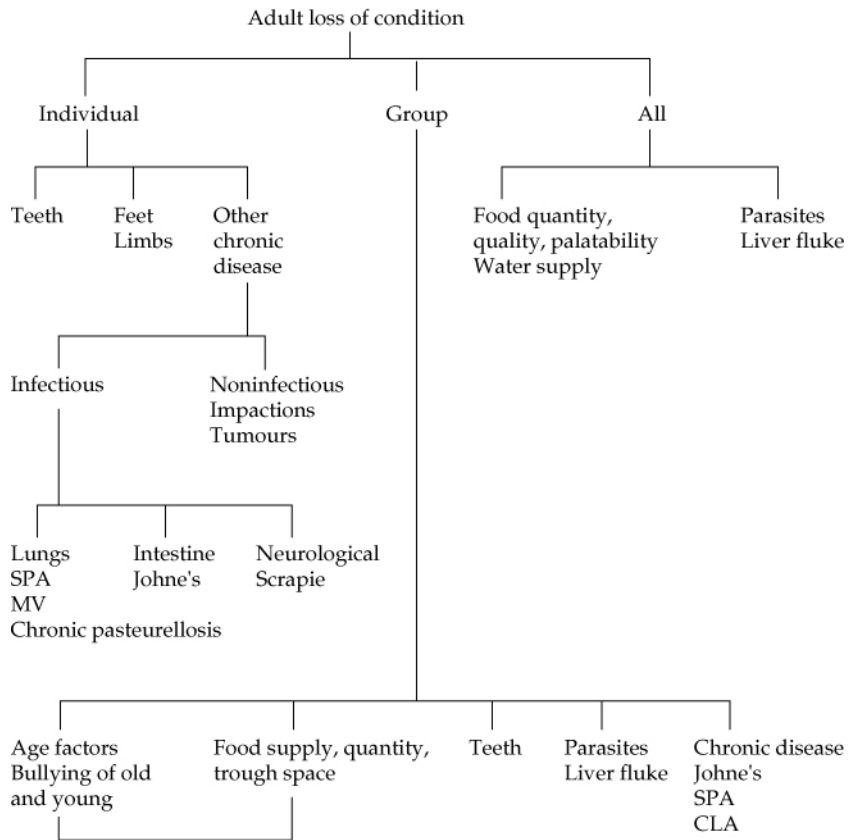 Adult loss of condition
Individual
Group
All
Teeth
Feet
Limbs
Other
chronic
disease
Food quantity,
quality, palatability
Water supply
Parasites
Liver fluke
Infectious
Noninfectious
Impactions
Tumours
Lungs
SPA
MV
Chronic pasteurellosis
Intestine
Johne's
Neurological
Scrapie
Age factors
Bullying of old
and young
Food supply, quantity,
trough space
Teeth
Parasites
Liver fluke
Chronic disease
Johne's
SPA
CLA